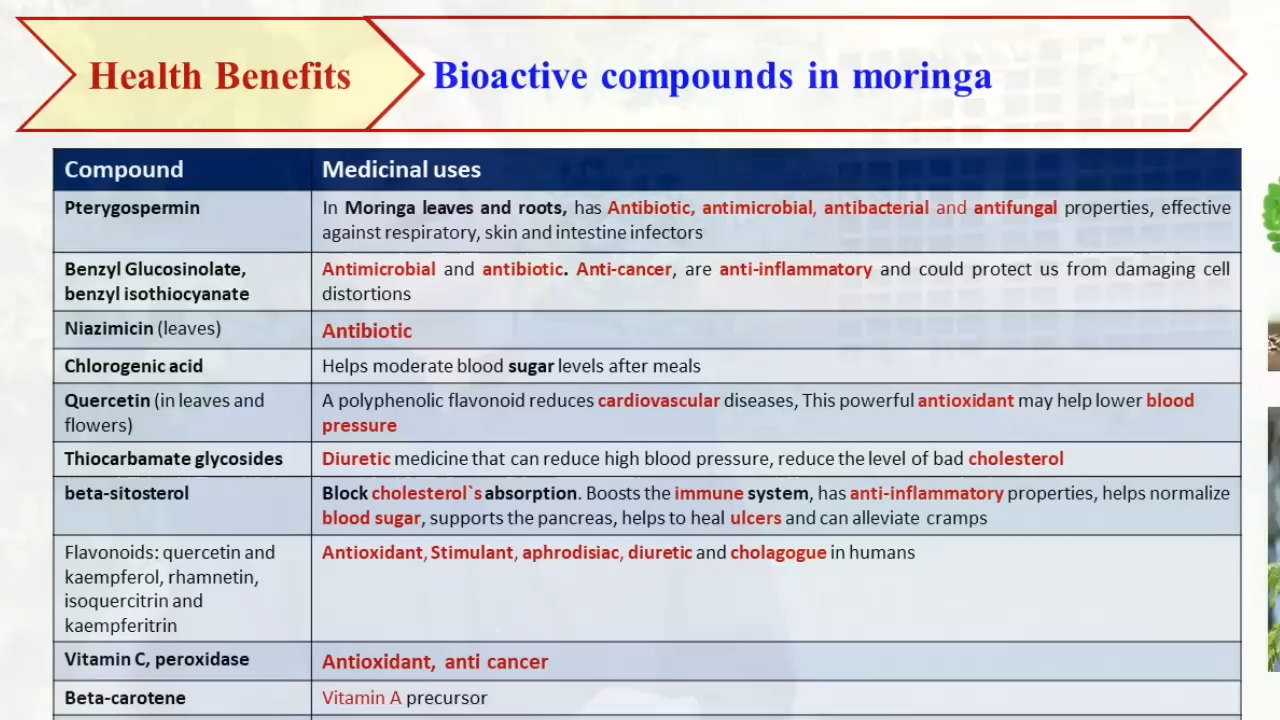 Health Benefits
Bioactive compounds in moringa
Compound
Medicinal uses
Pterygospermin
In Moringa leaves and roots, has Antibiotic, antimicrobial, antibacterial and antifungal properties, effective
against respiratory, skin and intestine infectors
Benzyl Glucosinolate,
benzyl isothiocyanate
Antimicrobial and antibiotic. Anti-cancer, are anti-inflammatory and could protect us from damaging cell
distortions
Niazimicin (leaves)
Antibiotic
Chlorogenic acid
Helps moderate blood sugar levels after meals
Quercetin (in leaves and
flowers)
A polyphenolic flavonoid reduces cardiovascular diseases, This powerful antioxidant may help lower blood
pressure
Thiocarbamate glycosides
Diuretic medicine that can reduce high blood pressure, reduce the level of bad cholesterol
beta-sitosterol
Block cholesterol`s absorption. Boosts the immune system, has anti-inflammatory properties, helps normalize
blood sugar, supports the pancreas, helps to heal ulcers and can alleviate cramps
Flavonoids: quercetin and
kaempferol, rhamnetin,
isoquercitrin and
kaempferitrin
Antioxidant, Stimulant, aphrodisiac, diuretic and cholagogue in humans
Vitamin C, peroxidase
Antioxidant, anti cancer
Beta-carotene
Vitamin A precursor